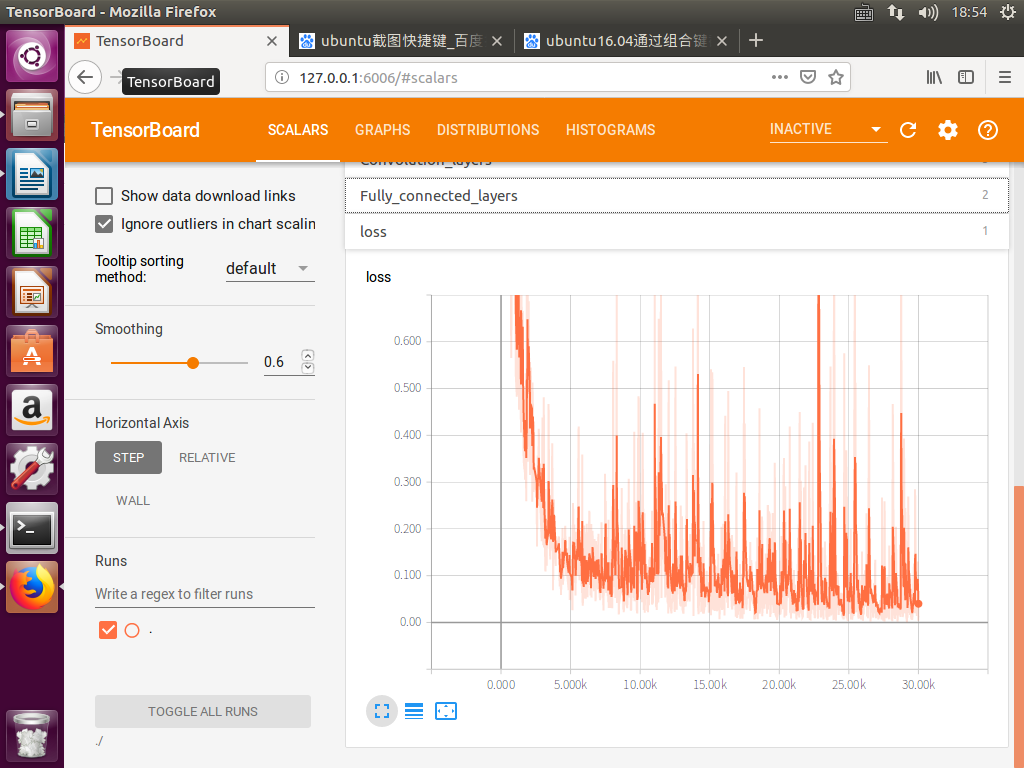 TensorBoard - Mozilla Firefox
18:54
TensorBoard
ubuntu截图快捷键_百度
ubuntu16.04通过组合键
127.0.0.1:6006/#scalars
TensorBoard
TensorBoard
SCALARS
GRAPHS
DISTRIBUTIONS
HISTOGRAMS
INACTIVE
Show data download links
Ignore outliers in chart scalin
Tooltip sorting
method:
default
Smoothing
0.6
Horizontal Axis
STEP
RELATIVE
WALL
Runs
Write a regex to filter runs
.
TOGGLE ALL RUNS
./
Convolution_layers
Fully_connected_layers
2
loss
1
loss
0.600
0.500
0.400
0.300
0.200
0.100
0.00
0.000
5.000k
10.00k
15.00k
20.00k
25.00k
30.00k